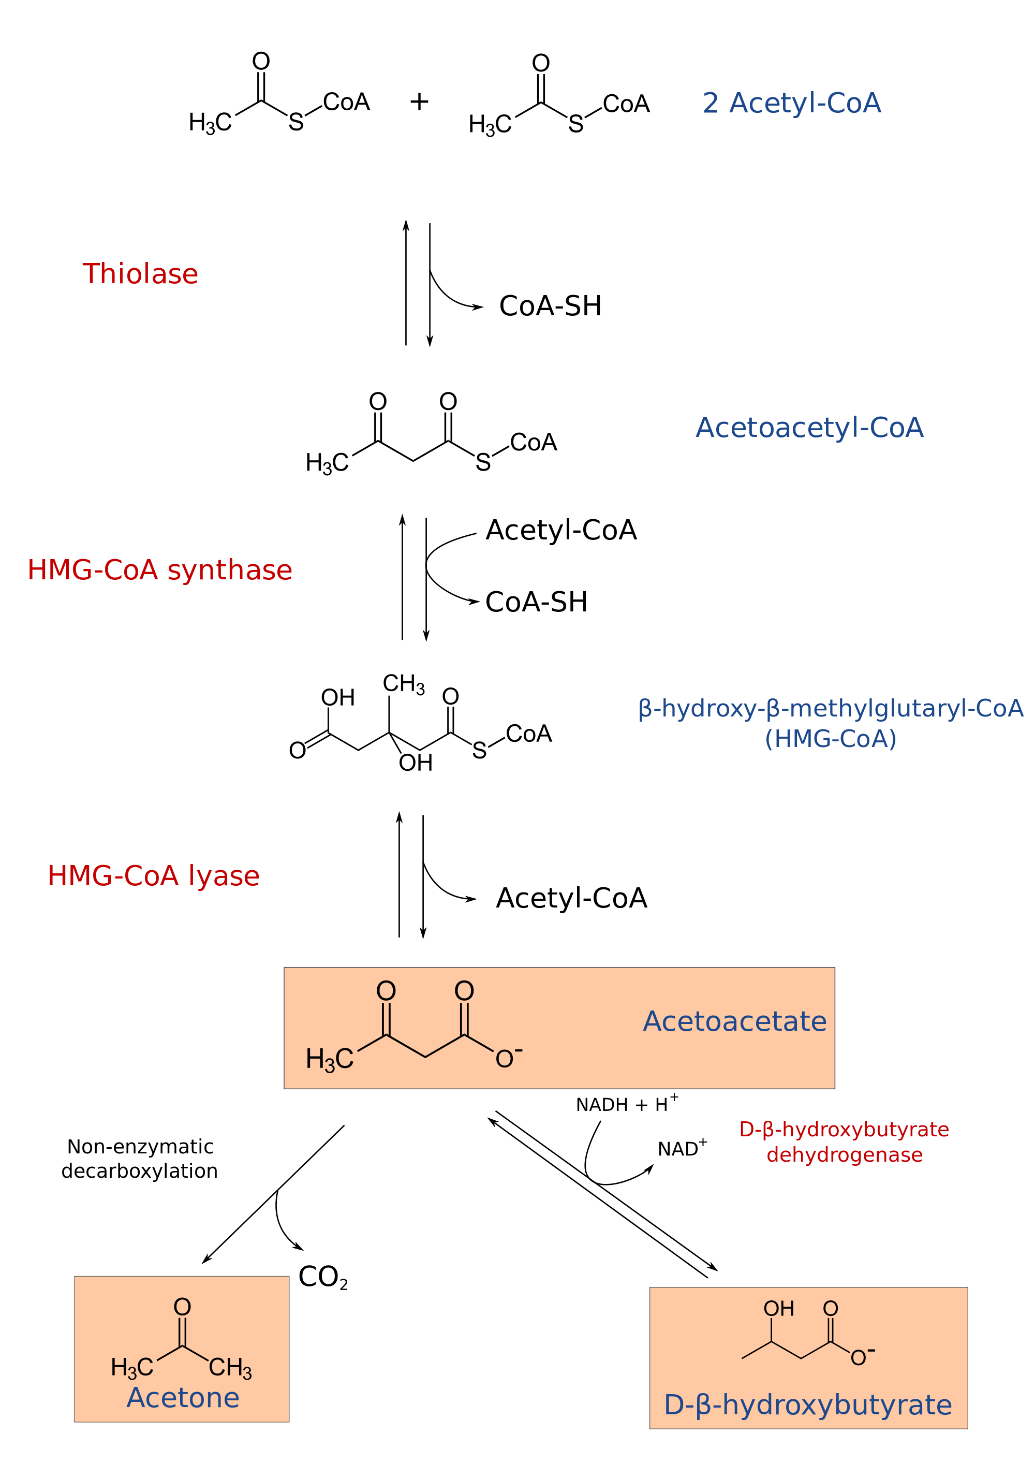 O
CoA
H₃C
S
+
O
CoA
H₃C
S
2 Acetyl-CoA
Thiolase
CoA-SH
O
O
CoA
H₃C
S
Acetoacetyl-CoA
Acetyl-CoA
HMG-CoA synthase
CoA-SH
CH₃
OH
O
CoA
O
OH
S
β-hydroxy-β-methylglutaryl-CoA
(HMG-CoA)
HMG-CoA lyase
Acetyl-CoA
O
O
H₃C
O⁻
Acetoacetate
NADH + H⁺
NAD⁺
D-β-hydroxybutyrate
dehydrogenase
Non-enzymatic
decarboxylation
CO₂
O
H₃C
CH₃
Acetone
OH
O
O⁻
D-β-hydroxybutyrate